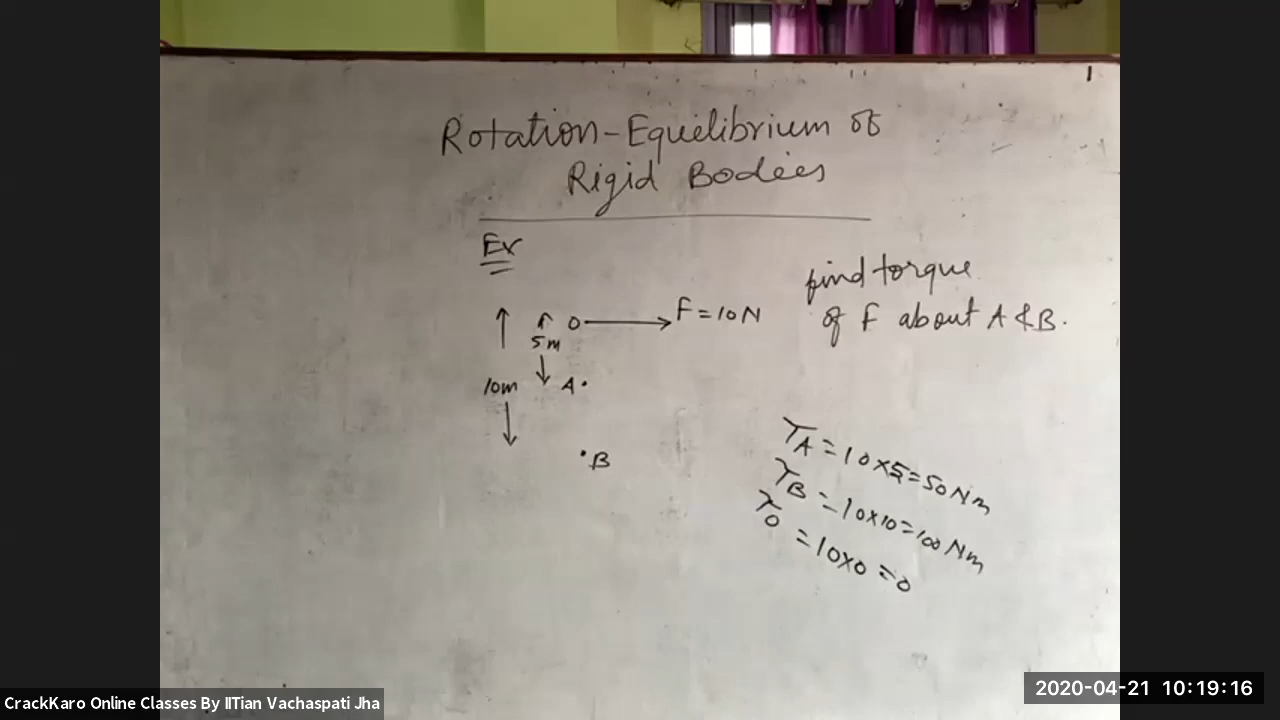 Rotation-Equilibrium of
Rigid Bodies
Ex
find torque
of F about A & B.
O
F = 10 N
5m
10m
A
B
τA = 10×5 = 50 Nm
τB = 10×10 = 100 Nm
τO = 10×0 = 0
CrackKaro Online Classes By IITian Vachaspati Jha
2020-04-21 10:19:16